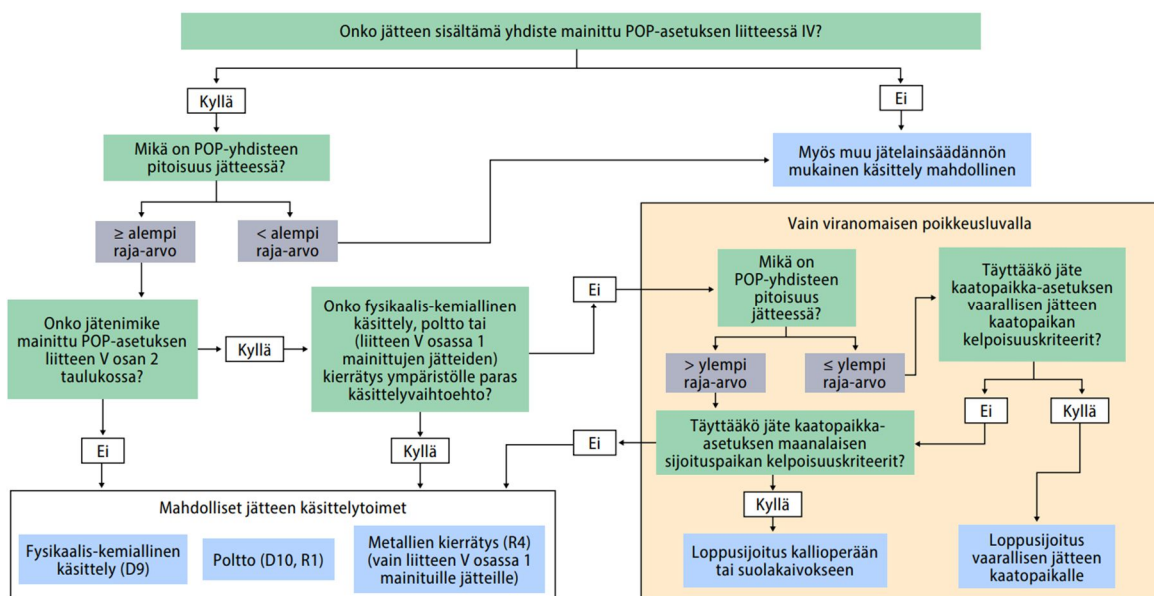 Onko jätteen sisältämä yhdiste mainittu POP-asetuksen liitteessä IV?
Kyllä
Ei
Mikä on POP-yhdisteen
pitoisuus jätteessä?
Myös muu jätelainsäädännön
mukainen käsittely mahdollinen
≥ alempi
raja-arvo
< alempi
raja-arvo
Onko jätenimike
mainittu POP-asetuksen
liitteen V osan 2
taulukossa?
Kyllä
Onko fysikaalis-kemiallinen
käsittely, poltto tai
(liitteen V osassa 1
mainittujen jätteiden)
kierrätys ympäristölle paras
käsittelyvaihtoehto?
Ei
Vain viranomaisen poikkeusluvalla
Mikä on
POP-yhdisteen
pitoisuus
jätteessä?
Täyttääkö jäte
kaatopaikka-asetuksen
vaarallisen jätteen
kaatopaikan
kelpoisuuskriteerit?
> ylempi
raja-arvo
≤ ylempi
raja-arvo
Ei
Kyllä
Täyttääkö jäte kaatopaikka-
asetuksen maanalaisen
sijoituspaikan kelpoisuuskriteerit?
Ei
Kyllä
Ei
Kyllä
Loppusijoitus kallioperään
tai suolakaivokseen
Loppusijoitus
vaarallisen jätteen
kaatopaikalle
Mahdolliset jätteen käsittelytoimet
Fysikaalis-kemiallinen
käsittely (D9)
Poltto (D10, R1)
Metallien kierrätys (R4)
(vain liitteen V osassa 1
mainituille jätteille)